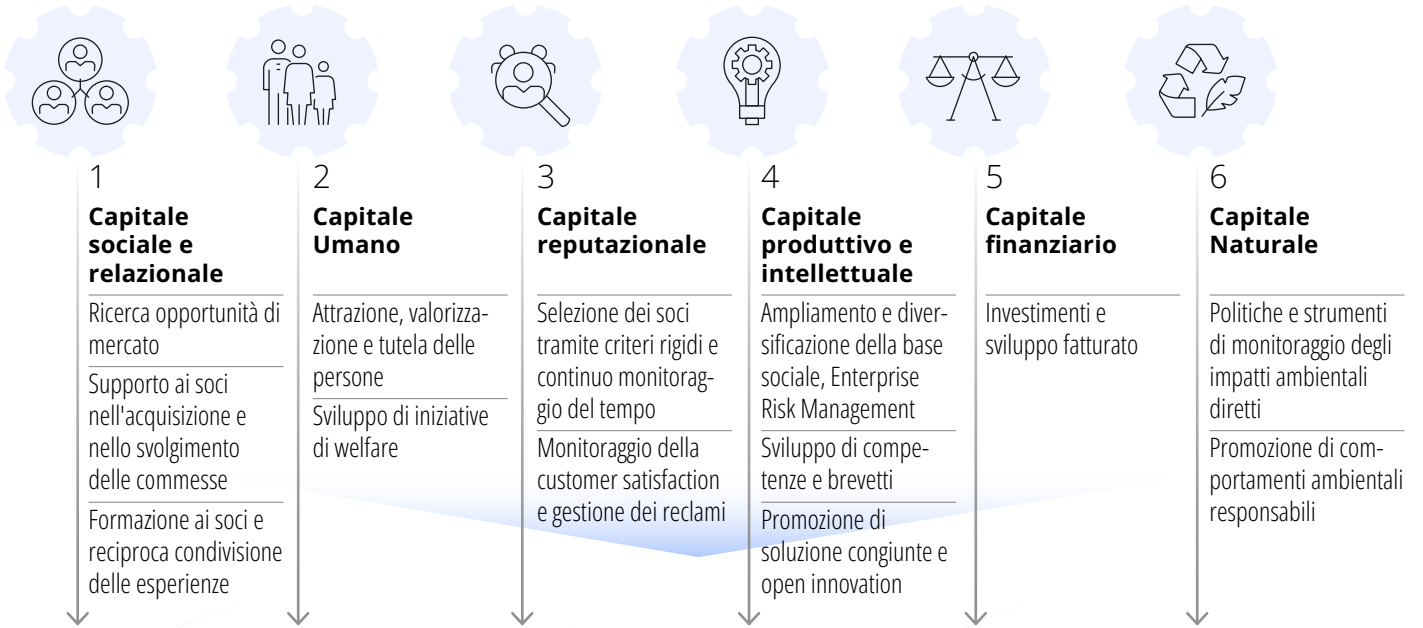 1
Capitale
sociale e
relazionale
Ricerca opportunità di
mercato
Supporto ai soci
nell'acquisizione e
nello svolgimento
delle commesse
Formazione ai soci e
reciproca condivisione
delle esperienze
2
Capitale
Umano
Attrazione, valorizza-
zione e tutela delle
persone
Sviluppo di iniziative
di welfare
3
Capitale
reputazionale
Selezione dei soci
tramite criteri rigidi e
continuo monitorag-
gio del tempo
Monitoraggio della
customer satisfaction
e gestione dei reclami
4
Capitale
produttivo e
intellettuale
Ampliamento e diver-
sificazione della base
sociale, Enterprise
Risk Management
Sviluppo di compe-
tenze e brevetti
Promozione di
soluzione congiunte e
open innovation
5
Capitale
finanziario
Investimenti e
sviluppo fatturato
6
Capitale
Naturale
Politiche e strumenti
di monitoraggio degli
impatti ambientali
diretti
Promozione di com-
portamenti ambientali
responsabili